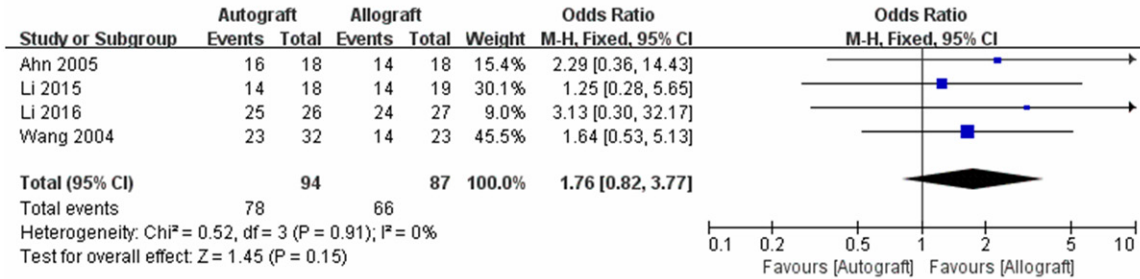 Autograft Allograft Odds Ratio Odds Ratio
Study or Subgroup Events Total Events Total Weight M-H, Fixed, 95% CI M-H, Fixed, 95% CI
Ahn 2005 16 18 14 18 15.4% 2.29 [0.36, 14.43]
Li 2015 14 18 14 19 30.1% 1.25 [0.28, 5.65]
Li 2016 25 26 24 27 9.0% 3.13 [0.30, 32.17]
Wang 2004 23 32 14 23 45.5% 1.64 [0.53, 5.13]
Total (95% CI) 94 87 100.0% 1.76 [0.82, 3.77]
Total events 78 66
Heterogeneity: Chi² = 0.52, df = 3 (P = 0.91); I² = 0%
Test for overall effect: Z = 1.45 (P = 0.15)
0.1 0.2 0.5 1 2 5 10
Favours [Autograft] Favours [Allograft]